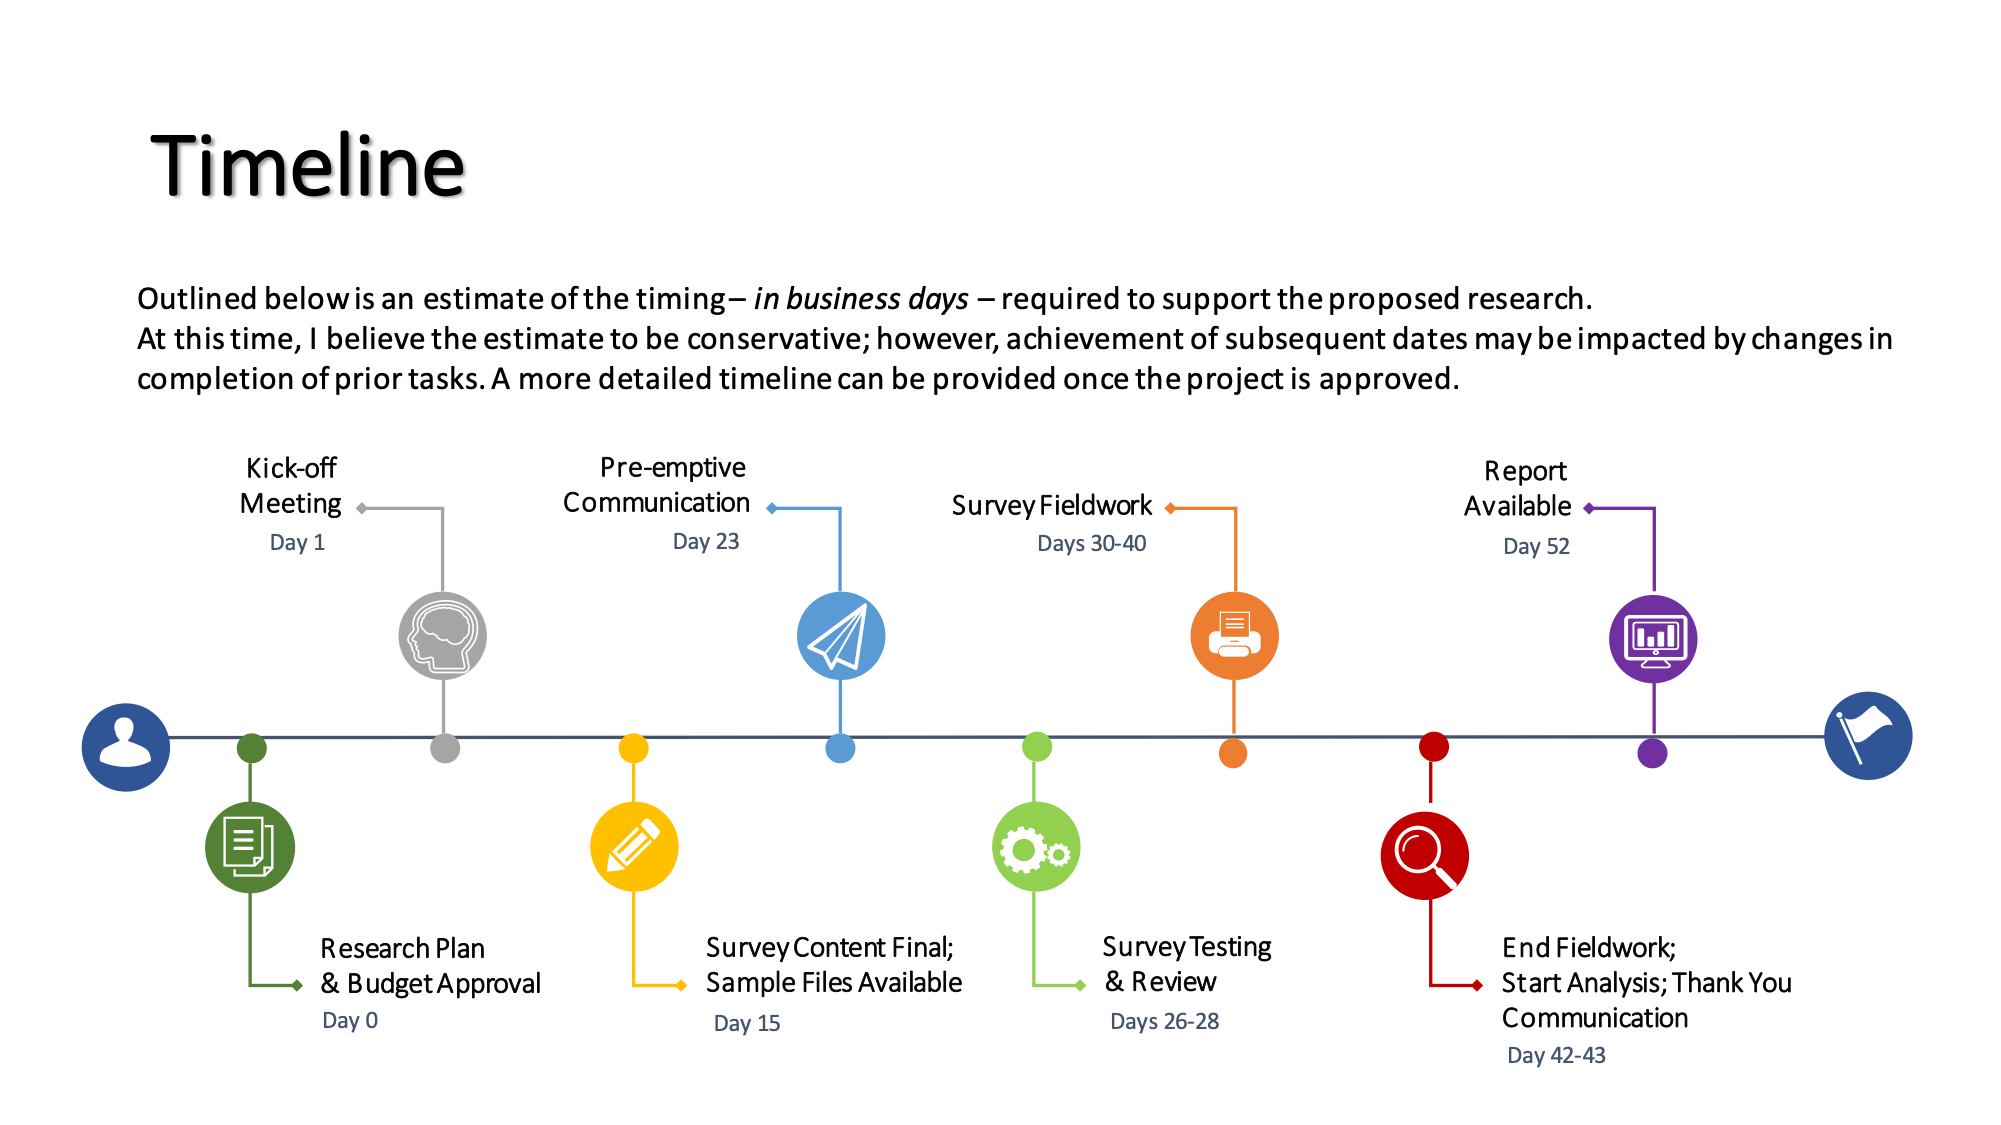 Timeline
Outlined below is an estimate of the timing – in business days – required to support the proposed research.
At this time, I believe the estimate to be conservative; however, achievement of subsequent dates may be impacted by changes in
completion of prior tasks. A more detailed timeline can be provided once the project is approved.
Kick-off
Meeting
Day 1
Pre-emptive
Communication
Day 23
Survey Fieldwork
Days 30-40
Report
Available
Day 52
Research Plan
& Budget Approval
Day 0
Survey Content Final;
Sample Files Available
Day 15
Survey Testing
& Review
Days 26-28
End Fieldwork;
Start Analysis; Thank You
Communication
Day 42-43